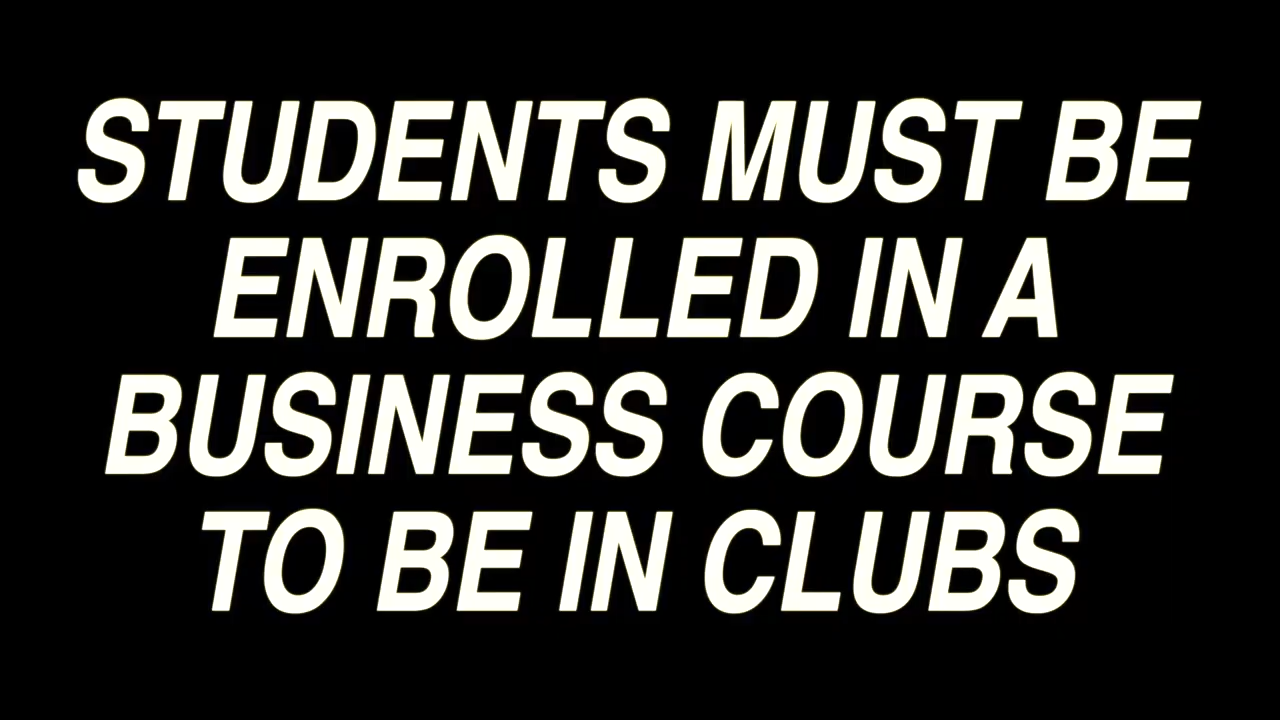 STUDENTS MUST BE
ENROLLED IN A
BUSINESS COURSE
TO BE IN CLUBS